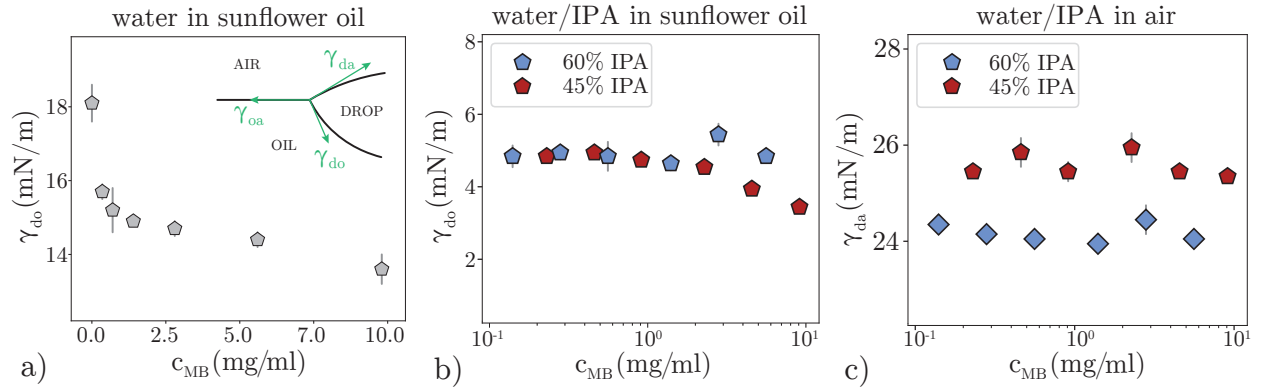 water in sunflower oil
18
16
14
γdo(mN/m)
AIR
γda
DROP
γoa
OIL
γdo
0.0
2.5
5.0
7.0
10.0
cMB(mg/ml)
a)
water/IPA in sunflower oil
8
6
4
2
γdo(mN/m)
60% IPA
45% IPA
10⁻¹
10⁰
10¹
cMB(mg/ml)
b)
water/IPA in air
28
26
24
γda(mN/m)
60% IPA
45% IPA
10⁻¹
10⁰
10¹
cMB(mg/ml)
c)